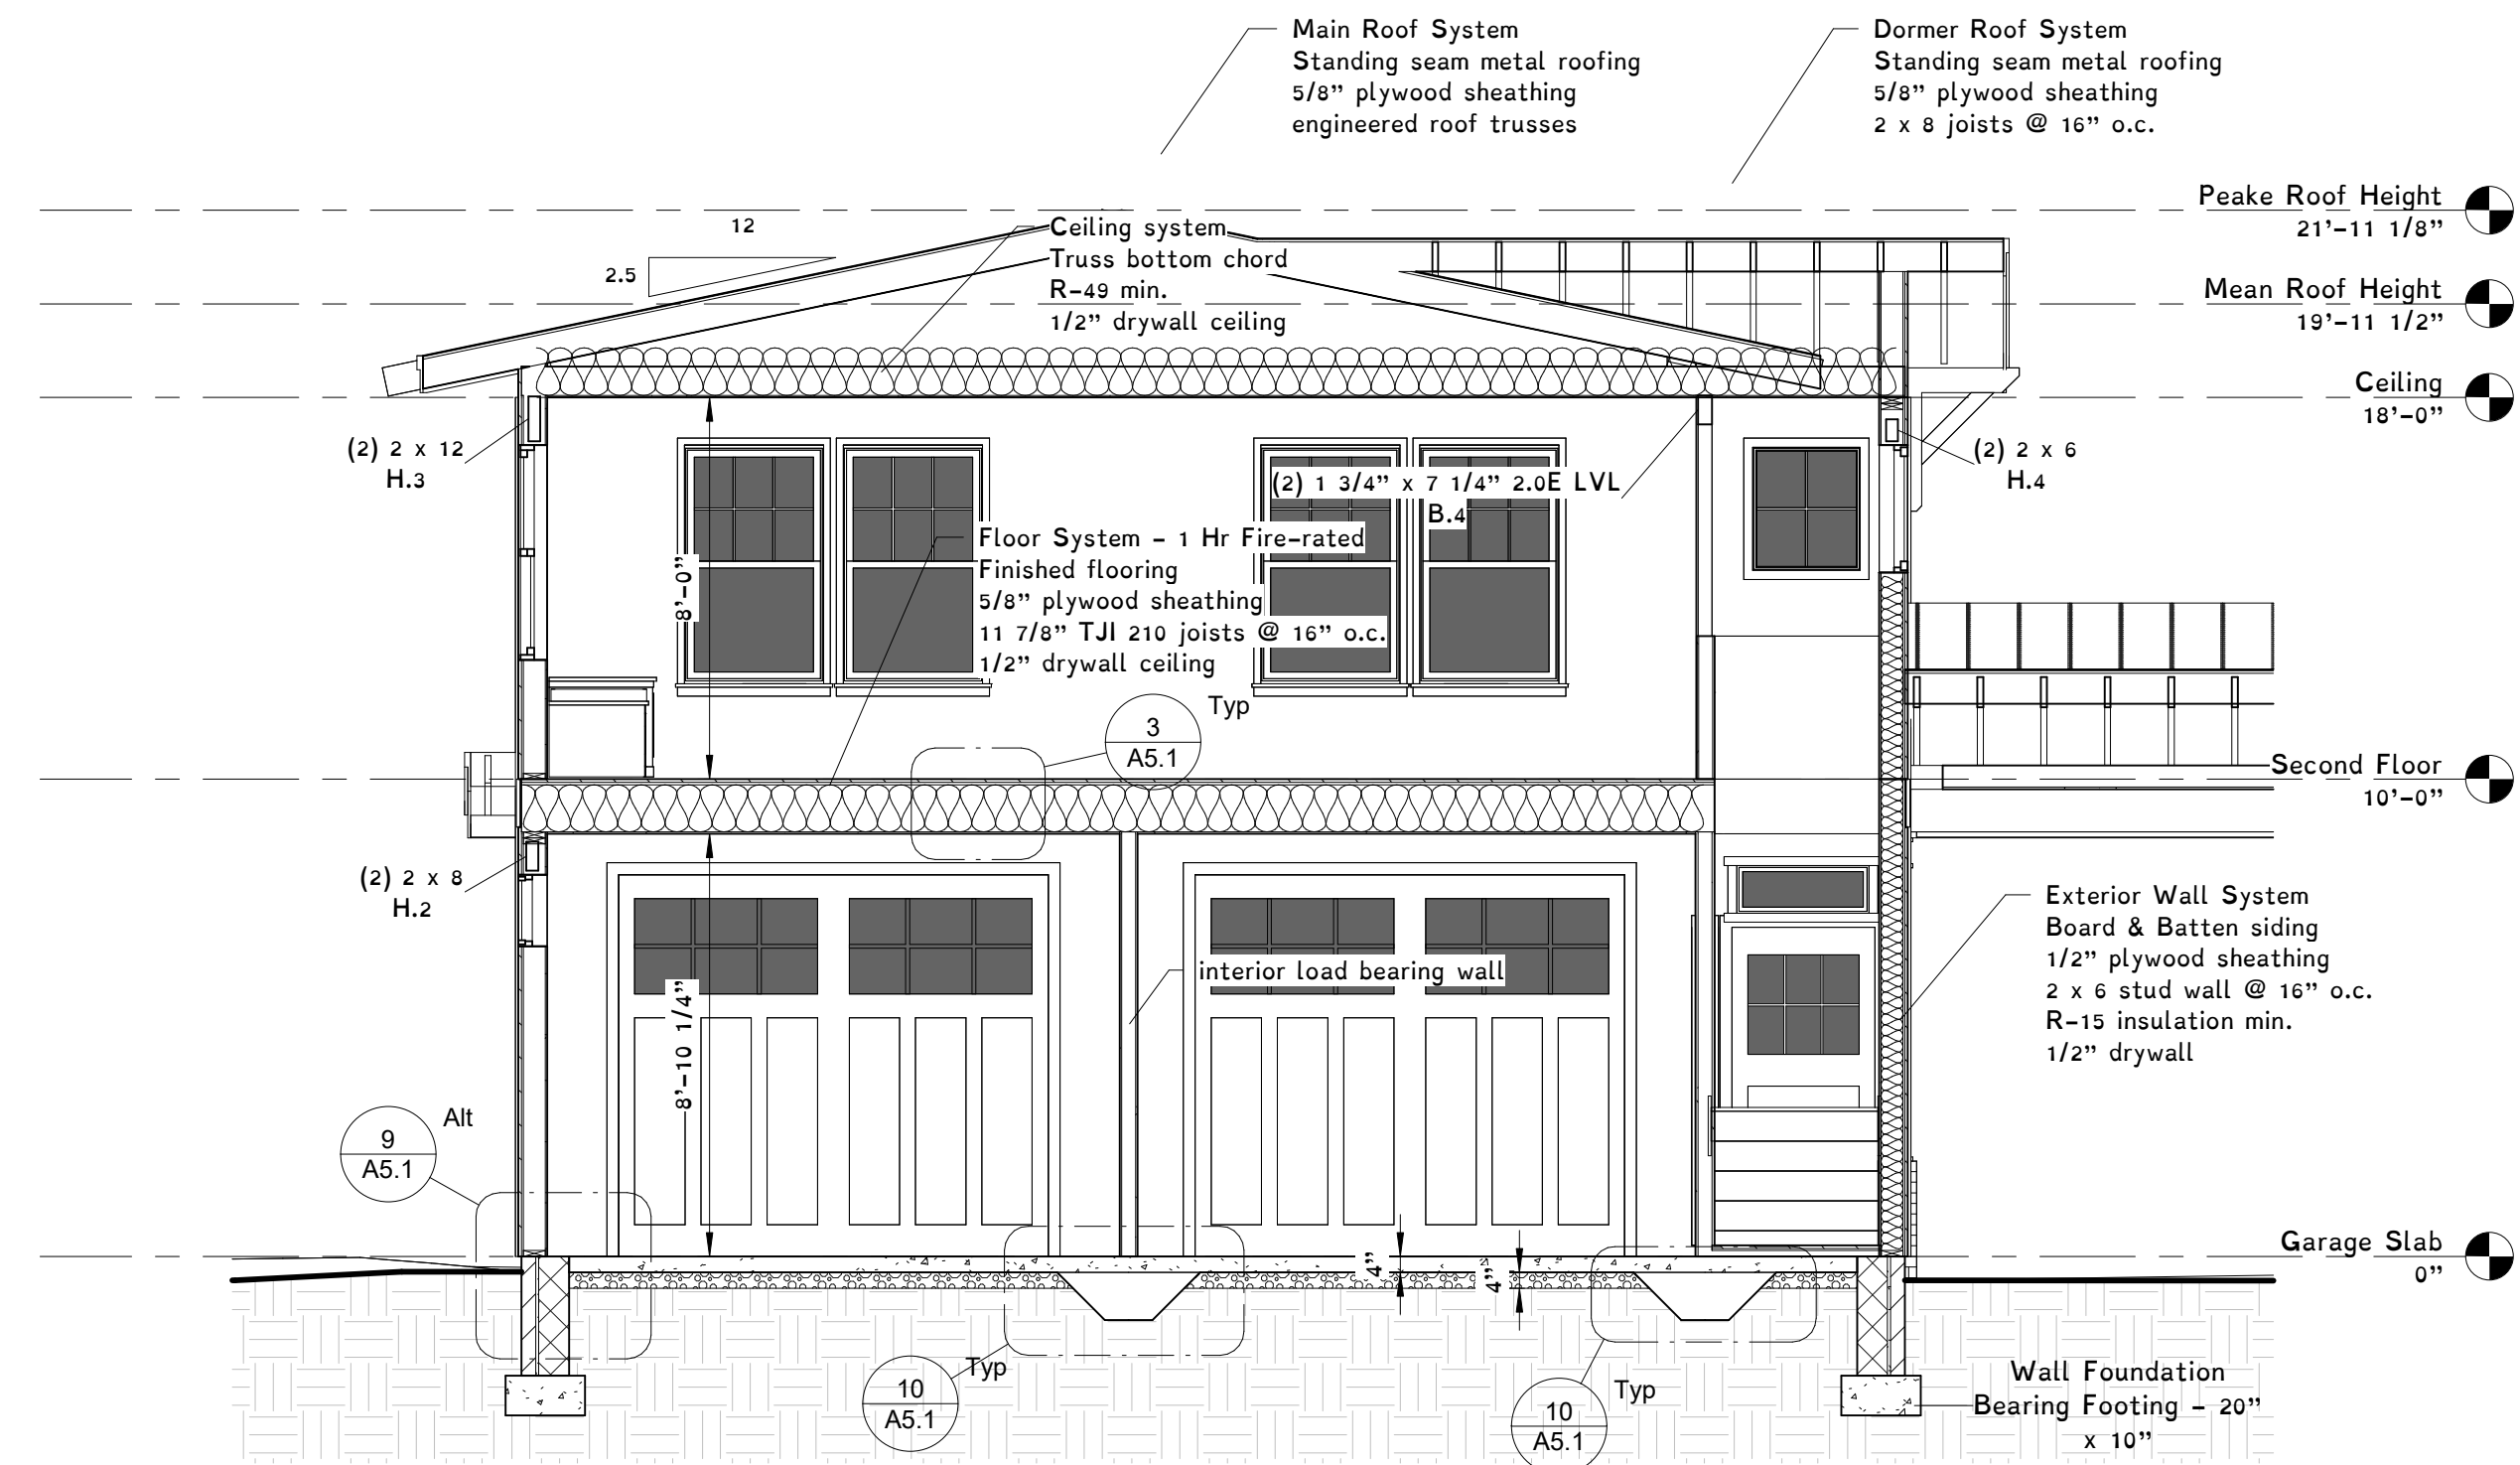 Main Roof System
Standing seam metal roofing
5/8” plywood sheathing
engineered roof trusses
Dormer Roof System
Standing seam metal roofing
5/8” plywood sheathing
2 x 8 joists @ 16” o.c.
Peake Roof Height
21’-11 1/8”
12
2.5
Ceiling system
Truss bottom chord
R-49 min.
1/2” drywall ceiling
Mean Roof Height
19’-11 1/2”
Ceiling
18’-0”
(2) 2 x 12
H.3
(2) 2 x 6
H.4
(2) 1 3/4” x 7 1/4” 2.0E LVL
B.4
8’-0”
Floor System - 1 Hr Fire-rated
Finished flooring
5/8” plywood sheathing
11 7/8” TJI 210 joists @ 16” o.c.
1/2” drywall ceiling
3
A5.1
Typ
Second Floor
10’-0”
(2) 2 x 8
H.2
8’-10 1/4”
interior load bearing wall
Exterior Wall System
Board & Batten siding
1/2” plywood sheathing
2 x 6 stud wall @ 16” o.c.
R-15 insulation min.
1/2” drywall
9
A5.1
Alt
Garage Slab
0”
4”
4”
10
A5.1
Typ
10
A5.1
Typ
Wall Foundation
Bearing Footing - 20”
x 10”